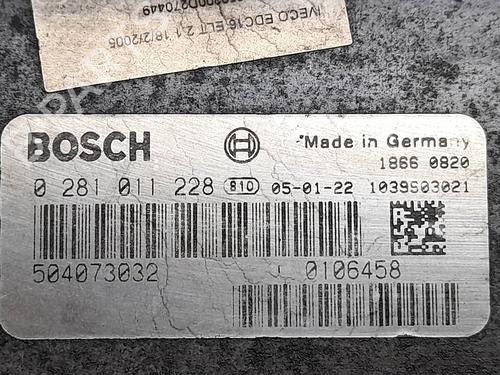 IVECO EDC16 ELT 2.1 18/2/2005
BOSCH
Made in Germany
1866 0820
0 281 011 228 810 05-01-22 1039S03021
504073032
0106458